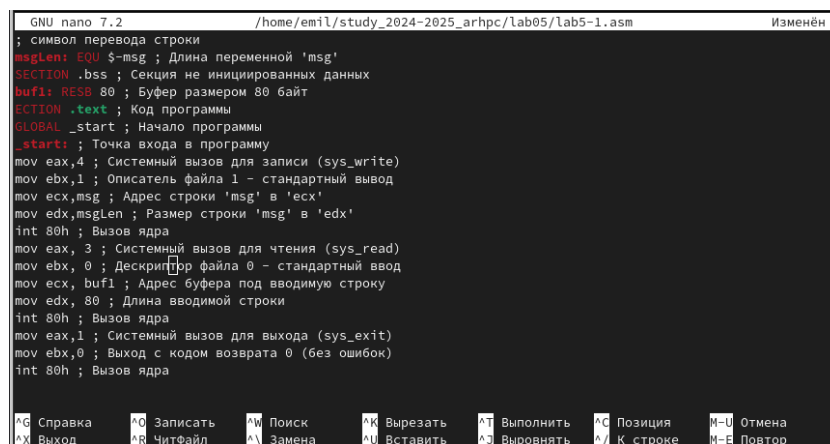 GNU nano 7.2 /home/emil/study_2024-2025_arhpc/lab05/lab5-1.asm Изменён
; символ перевода строки
msgLen: EQU $-msg ; Длина переменной 'msg'
SECTION .bss ; Секция не инициированных данных
buf1: RESB 80 ; Буфер размером 80 байт
ECTION .text ; Код программы
GLOBAL _start ; Начало программы
_start: ; Точка входа в программу
mov eax,4 ; Системный вызов для записи (sys_write)
mov ebx,1 ; Описатель файла 1 - стандартный вывод
mov ecx,msg ; Адрес строки 'msg' в 'ecx'
mov edx,msgLen ; Размер строки 'msg' в 'edx'
int 80h ; Вызов ядра
mov eax, 3 ; Системный вызов для чтения (sys_read)
mov ebx, 0 ; Дескриптор файла 0 - стандартный ввод
mov ecx, buf1 ; Адрес буфера под вводимую строку
mov edx, 80 ; Длина вводимой строки
int 80h ; Вызов ядра
mov eax,1 ; Системный вызов для выхода (sys_exit)
mov ebx,0 ; Выход с кодом возврата 0 (без ошибок)
int 80h ; Вызов ядра
^G Справка ^O Записать ^W Поиск ^K Вырезать ^T Выполнить ^C Позиция M-U Отмена
^X Выход ^R ЧитФайл ^\ Замена ^U Вставить ^J Выровнять ^/ К строке M-E Повтор